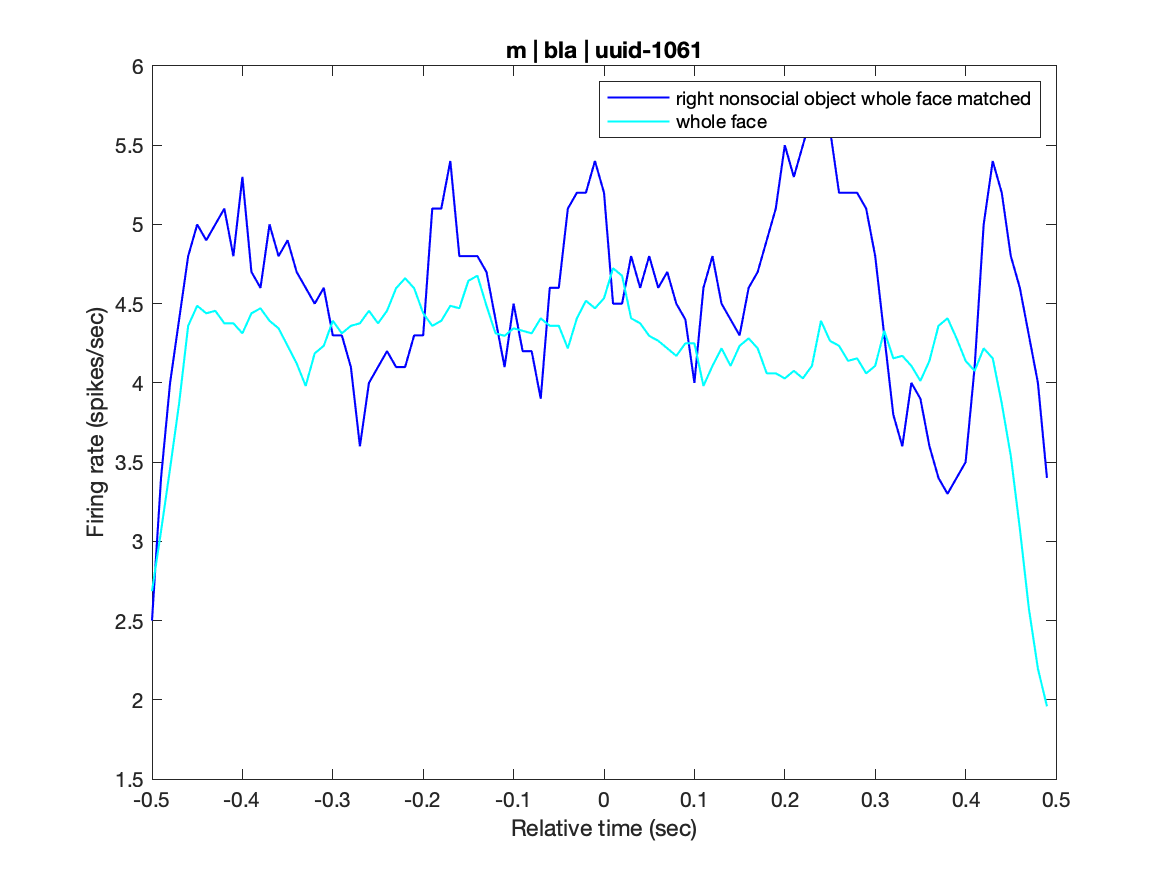 m | bla | uuid-1061
right nonsocial object whole face matched
whole face
Firing rate (spikes/sec)
6
5.5
5
4.5
4
3.5
3
2.5
2
1.5
-0.5 -0.4 -0.3 -0.2 -0.1 0 0.1 0.2 0.3 0.4 0.5
Relative time (sec)